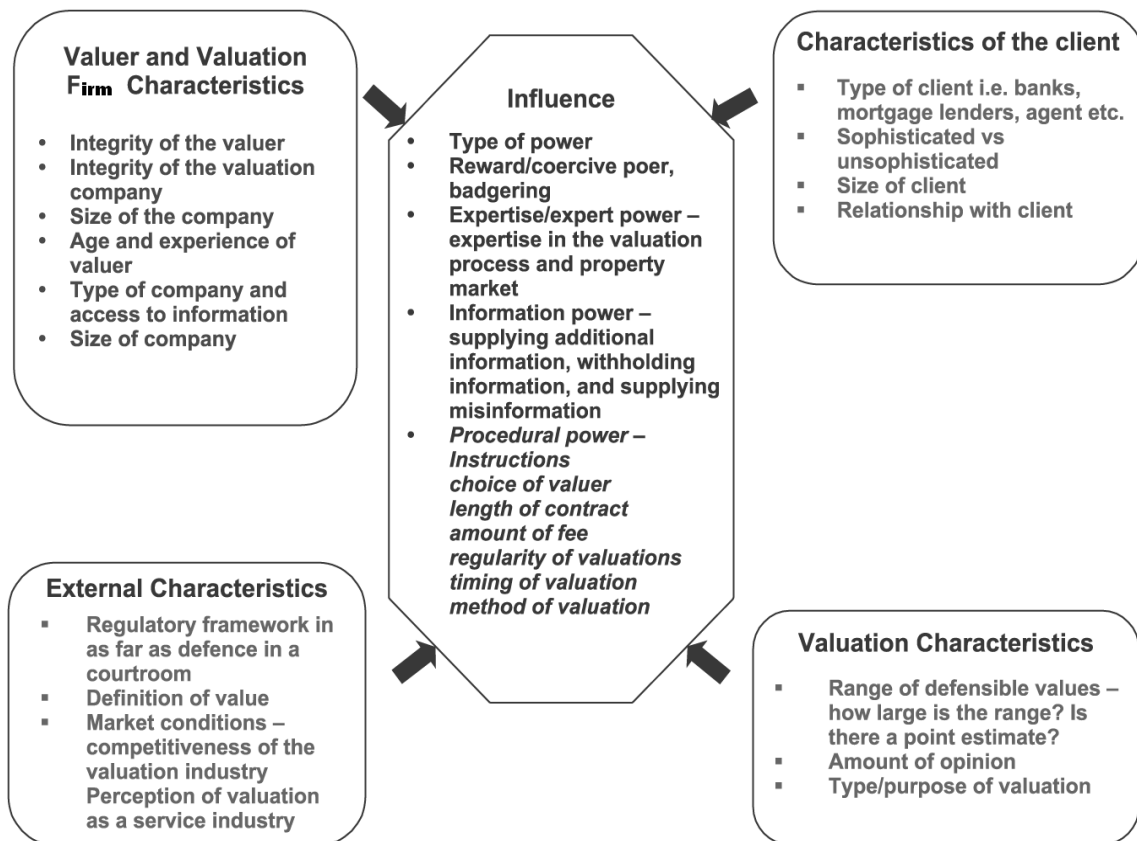 Valuer and Valuation
Firm Characteristics
• Integrity of the valuer
• Integrity of the valuation
company
• Size of the company
• Age and experience of
valuer
• Type of company and
access to information
• Size of company
Influence
• Type of power
• Reward/coercive poer,
badgering
• Expertise/expert power –
expertise in the valuation
process and property
market
• Information power –
supplying additional
information, withholding
information, and supplying
misinformation
• Procedural power –
Instructions
choice of valuer
length of contract
amount of fee
regularity of valuations
timing of valuation
method of valuation
Characteristics of the client
▪ Type of client i.e. banks,
mortgage lenders, agent etc.
▪ Sophisticated vs
unsophisticated
▪ Size of client
▪ Relationship with client
External Characteristics
▪ Regulatory framework in
as far as defence in a
courtroom
▪ Definition of value
▪ Market conditions –
competitiveness of the
valuation industry
Perception of valuation
as a service industry
Valuation Characteristics
▪ Range of defensible values –
how large is the range? Is
there a point estimate?
▪ Amount of opinion
▪ Type/purpose of valuation